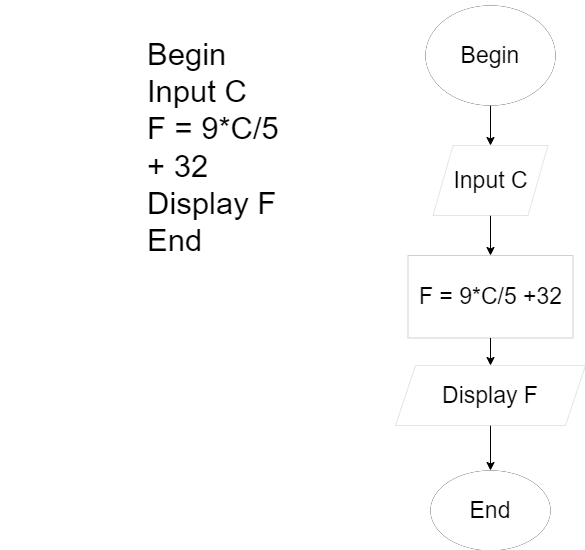 Begin
Input C
F = 9*C/5
+ 32
Display F
End
Begin
Input C
F = 9*C/5 +32
Display F
End